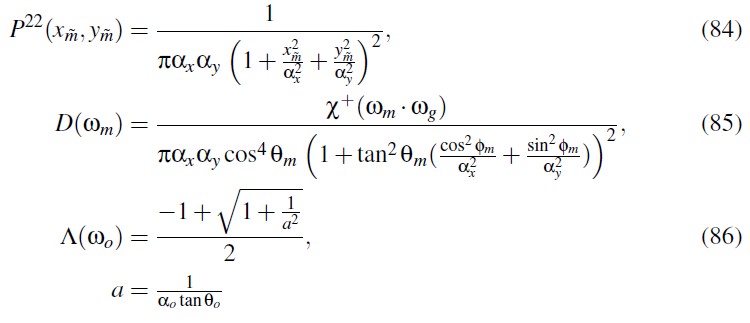 P^{22}(x_{\tilde{m}}, y_{\tilde{m}}) = \frac{1}{\pi\alpha_x\alpha_y\left(1+\frac{x_{\tilde{m}}^2}{\alpha_x^2}+\frac{y_{\tilde{m}}^2}{\alpha_y^2}\right)^2}, (84)
D(\omega_m) = \frac{\chi^+(\omega_m \cdot \omega_g)}{\pi\alpha_x\alpha_y\cos^4\theta_m\left(1+\tan^2\theta_m(\frac{\cos^2\phi_m}{\alpha_x^2}+\frac{\sin^2\phi_m}{\alpha_y^2})\right)^2}, (85)
\Lambda(\omega_o) = \frac{-1+\sqrt{1+\frac{1}{a^2}}}{2}, (86)
a = \frac{1}{\alpha_o\tan\theta_o}